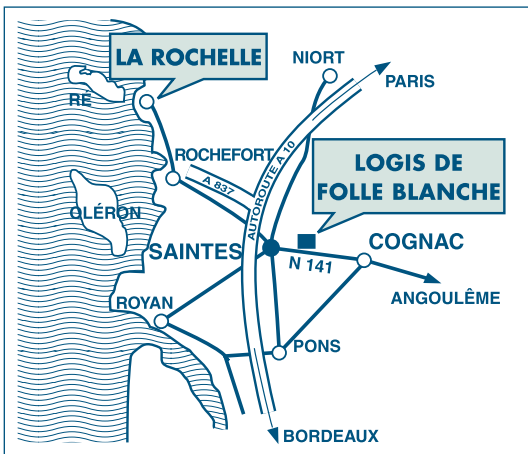 LA ROCHELLE
NIORT
PARIS
RÉ
ROCHEFORT
A 837
AUTOROUTE A 10
LOGIS DE
FOLLE BLANCHE
OLÉRON
SAINTES
COGNAC
N 141
ANGOULÊME
ROYAN
PONS
BORDEAUX